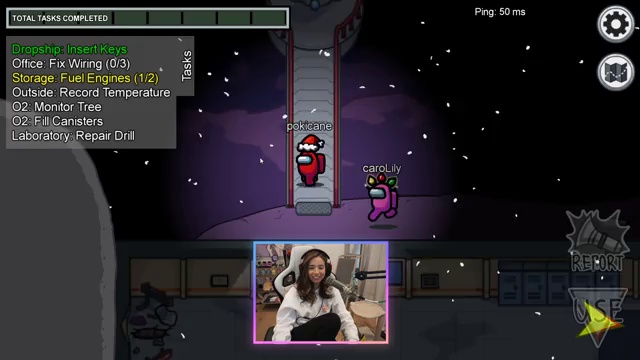 TOTAL TASKS COMPLETED
Ping: 50 ms
Dropship: Insert Keys
Office: Fix Wiring (0/3)
Storage: Fuel Engines (1/2)
Outside: Record Temperature
O2: Monitor Tree
O2: Fill Canisters
Laboratory: Repair Drill
Tasks
pokicane
caroLily
REPORT
USE